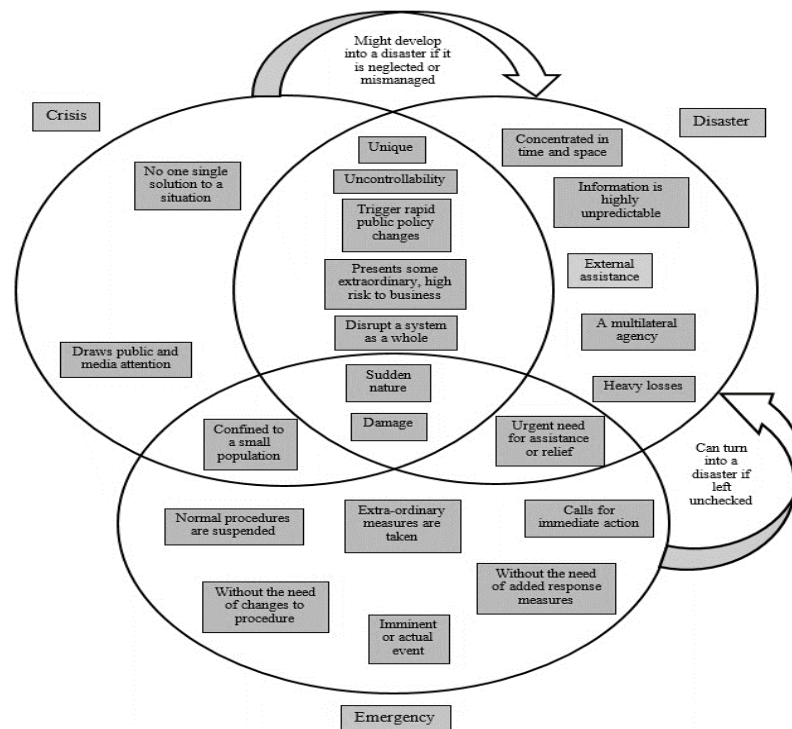 Might develop
into a disaster if it
is neglected or
mismanaged
Crisis
Disaster
No one single
solution to a
situation
Draws public and
media attention
Unique
Uncontrollability
Trigger rapid
public policy
changes
Presents some
extraordinary, high
risk to business
Disrupt a system
as a whole
Concentrated in
time and space
Information is
highly
unpredictable
External
assistance
A multilateral
agency
Heavy losses
Sudden
nature
Damage
Confined to
a small
population
Urgent need
for assistance
or relief
Can turn
into a
disaster if
left
unchecked
Normal procedures
are suspended
Extra-ordinary
measures are
taken
Calls for
immediate action
Without the need
of changes to
procedure
Imminent
or actual
event
Without the need
of added response
measures
Emergency